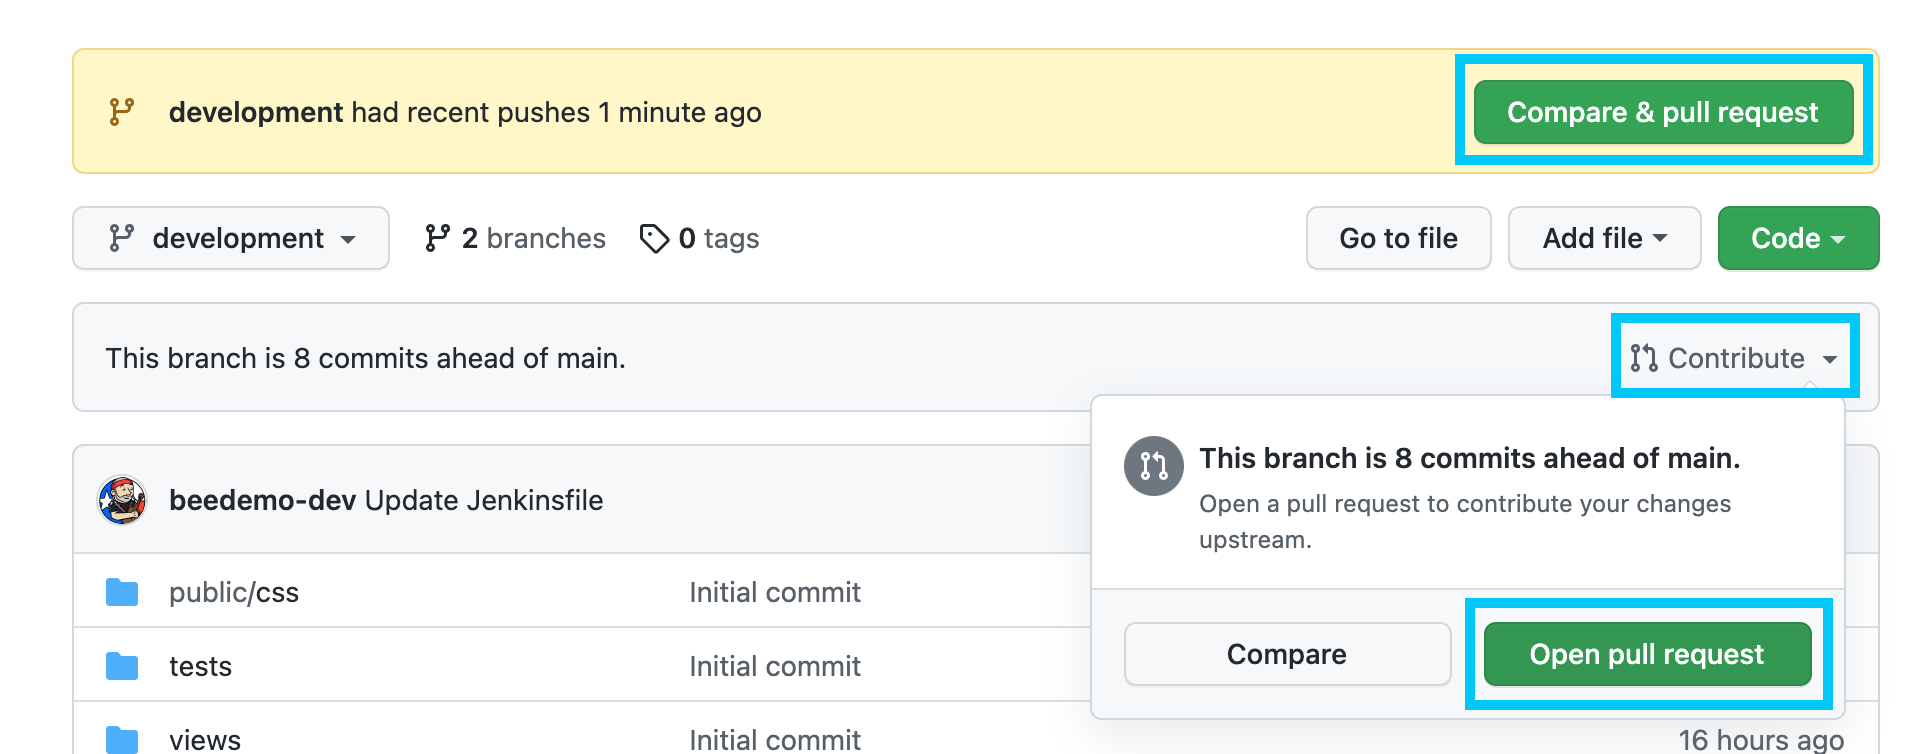 development had recent pushes 1 minute ago
Compare & pull request
development
2 branches
0 tags
Go to file
Add file
Code
This branch is 8 commits ahead of main.
Contribute
This branch is 8 commits ahead of main.
Open a pull request to contribute your changes
upstream.
Compare
Open pull request
beedemo-dev Update Jenkinsfile
public/css
Initial commit
tests
Initial commit
views
Initial commit
16 hours ago